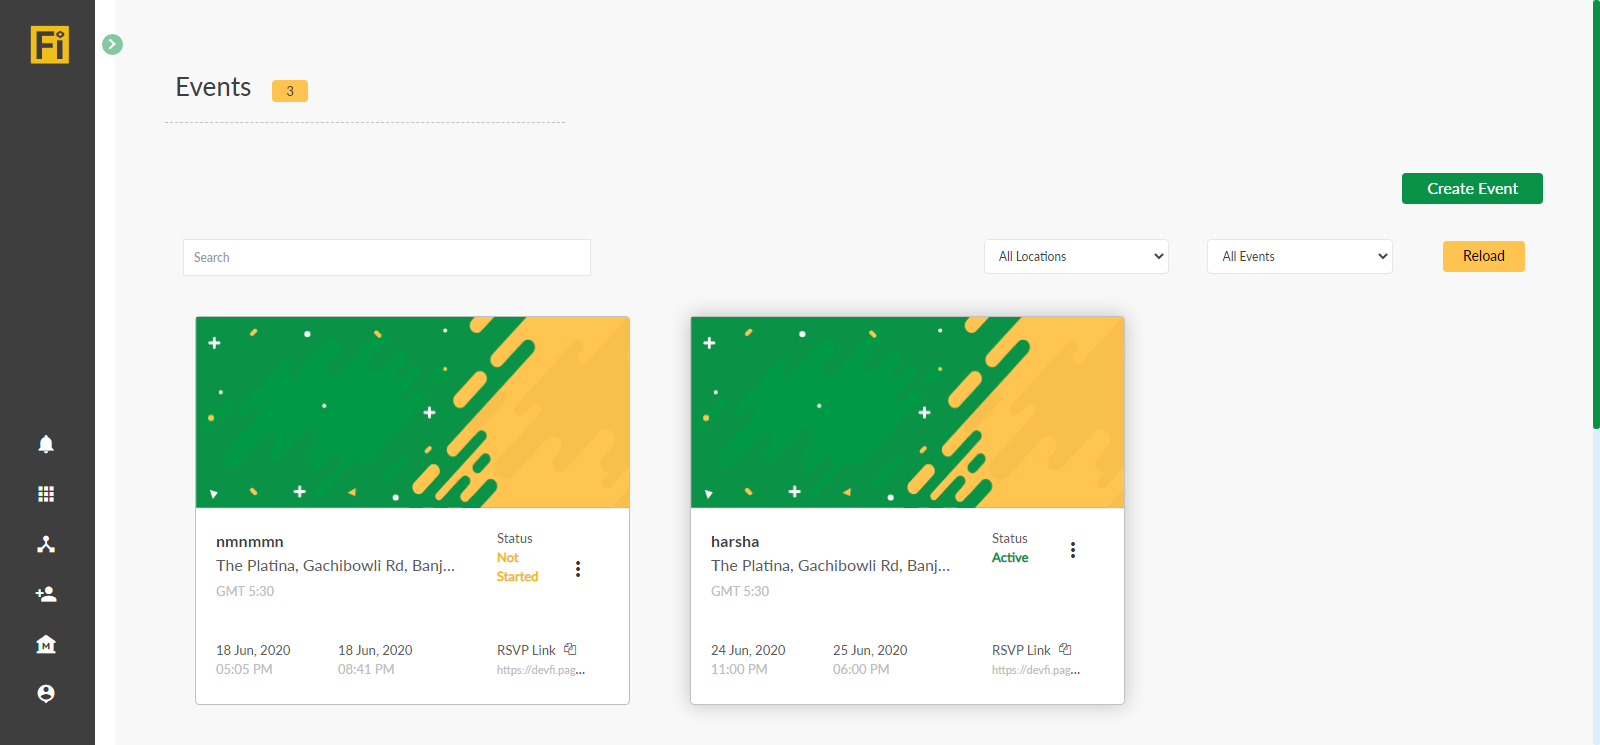 Fi
Events 3
Create Event
Search
All Locations
All Events
Reload
nmnmmn
The Platina, Gachibowli Rd, Banj...
GMT 5:30
Status
Not
Started
18 Jun, 2020
05:05 PM
18 Jun, 2020
08:41 PM
RSVP Link
https://devfi.pag...
harsha
The Platina, Gachibowli Rd, Banj...
GMT 5:30
Status
Active
24 Jun, 2020
11:00 PM
25 Jun, 2020
06:00 PM
RSVP Link
https://devfi.pag...
M